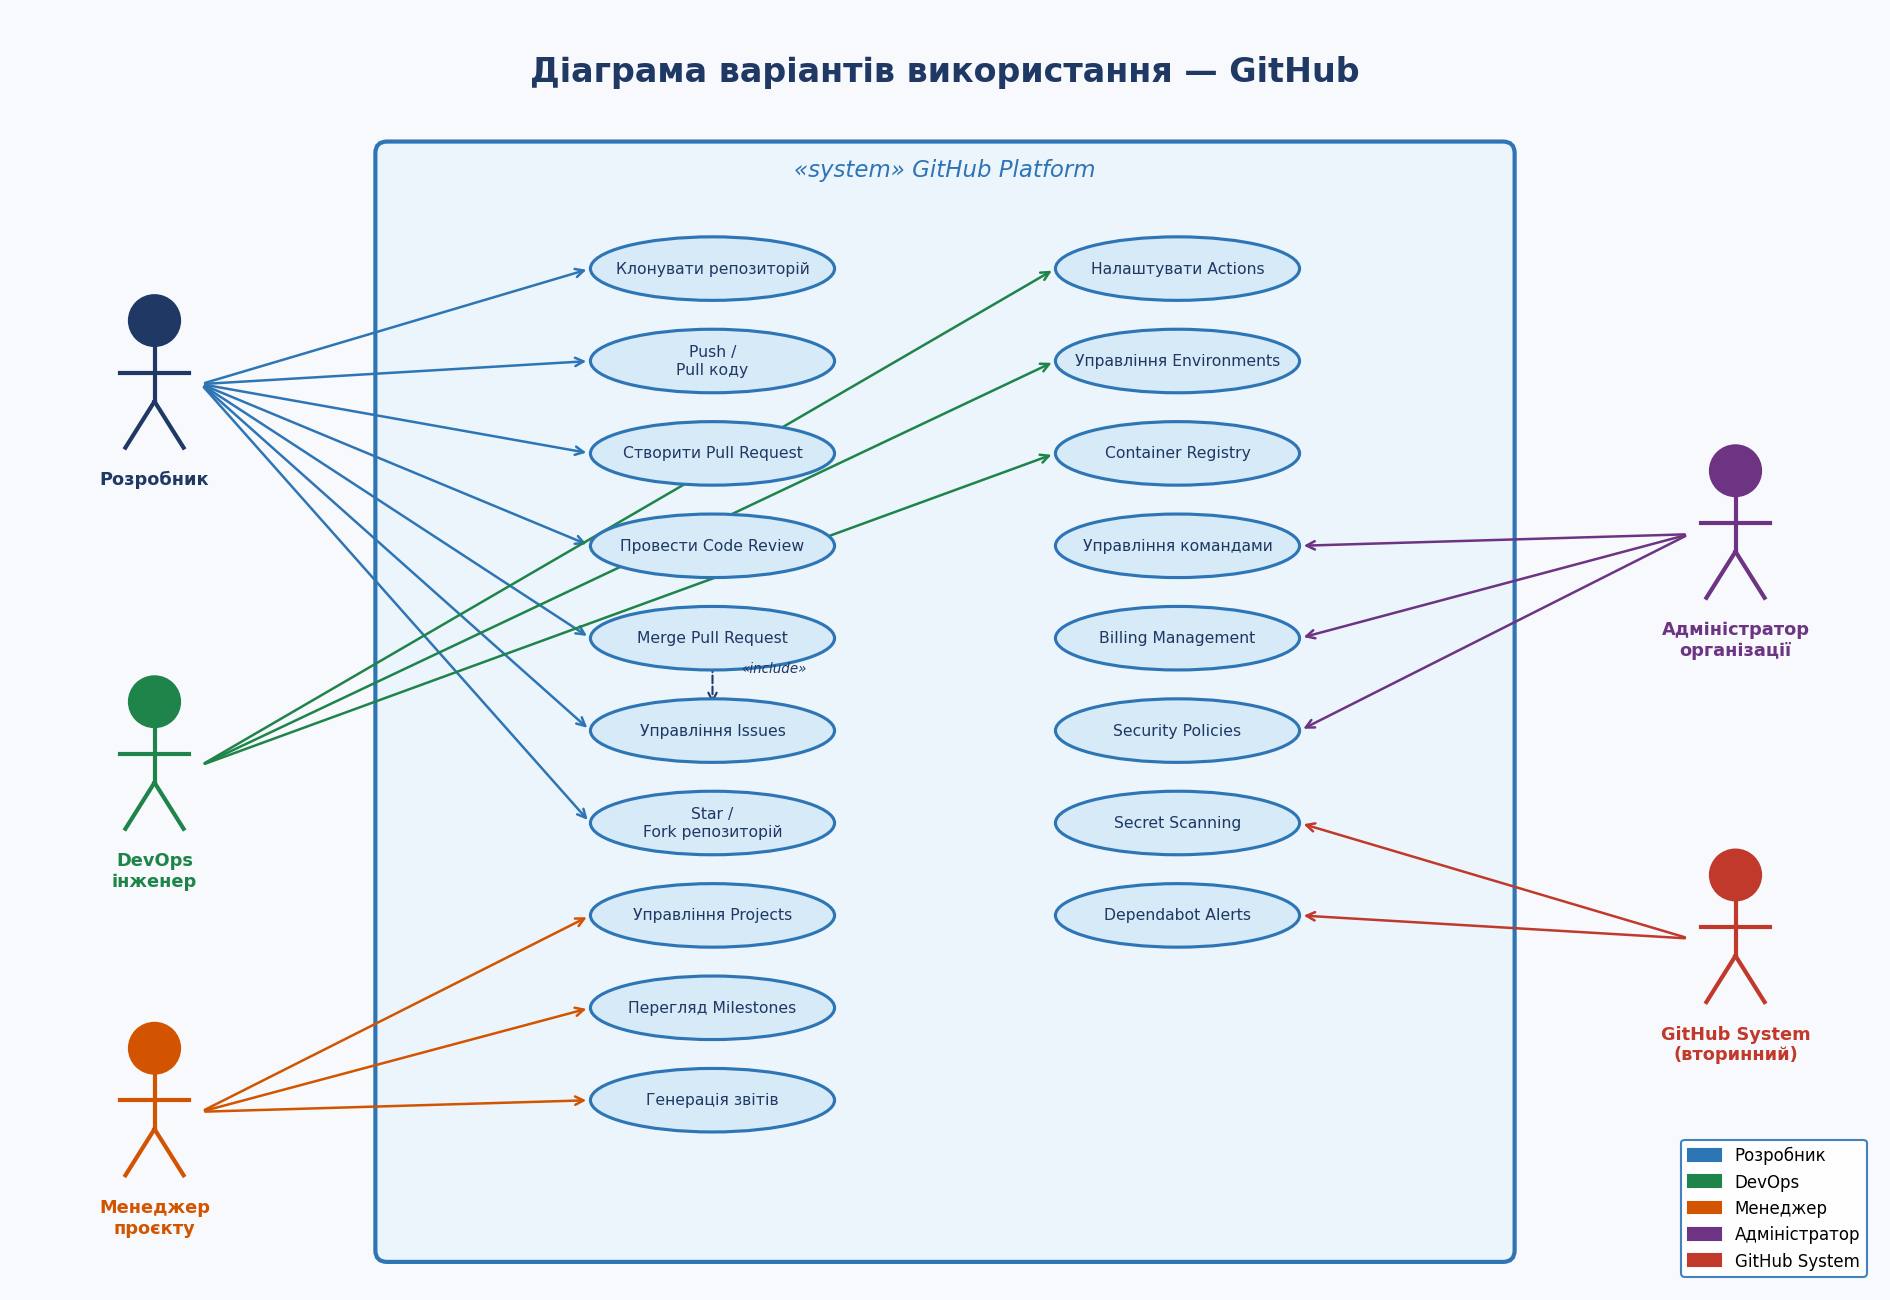 Діаграма варіантів використання — GitHub
«system» GitHub Platform
Клонувати репозиторій
Push /
Pull коду
Створити Pull Request
Провести Code Review
Merge Pull Request
«include»
Управління Issues
Star /
Fork репозиторій
Управління Projects
Перегляд Milestones
Генерація звітів
Налаштувати Actions
Управління Environments
Container Registry
Управління командами
Billing Management
Security Policies
Secret Scanning
Dependabot Alerts
Розробник
DevOps
інженер
Менеджер
проєкту
Адміністратор
організації
GitHub System
(вторинний)
Розробник
DevOps
Менеджер
Адміністратор
GitHub System